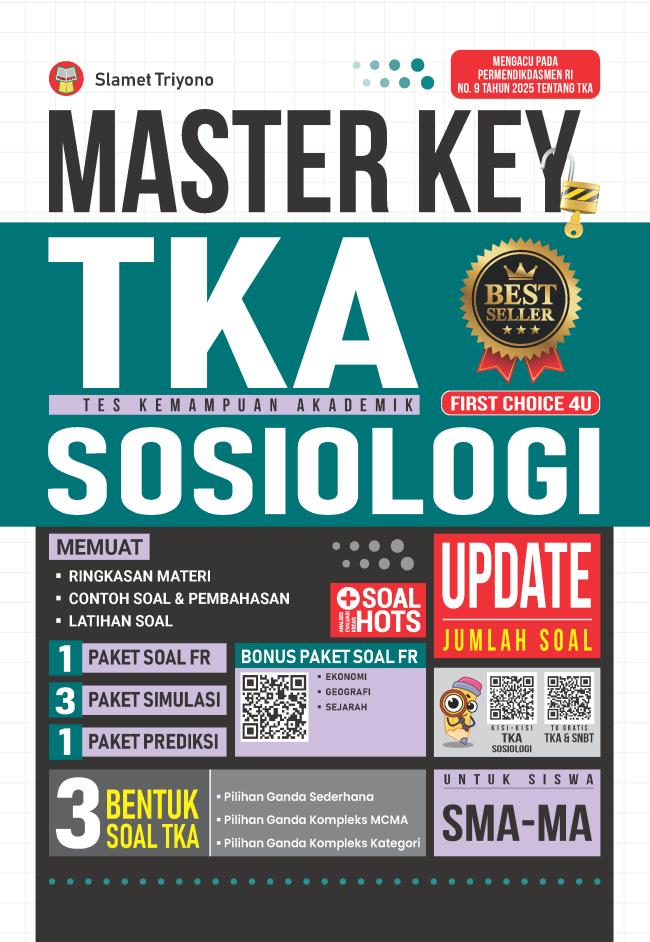 Slamet Triyono
MENGACU PADA
PERMENDIKDASMEN RI
NO. 9 TAHUN 2025 TENTANG TKA
MASTER KEY
TKA
BEST
SELLER
TES KEMAMPUAN AKADEMIK
FIRST CHOICE 4U
SOSIOLOGI
MEMUAT
▪ RINGKASAN MATERI
▪ CONTOH SOAL & PEMBAHASAN
▪ LATIHAN SOAL
+SOAL
HOTS
ANALISIS
EVALUASI
KREASI
UPDATE
JUMLAH SOAL
1 PAKET SOAL FR
3 PAKET SIMULASI
1 PAKET PREDIKSI
BONUS PAKET SOAL FR
▪ EKONOMI
▪ GEOGRAFI
▪ SEJARAH
KISI-KISI
TKA
SOSIOLOGI
TO GRATIS
TKA & SNBT
3 BENTUK
SOAL TKA
▪ Pilihan Ganda Sederhana
▪ Pilihan Ganda Kompleks MCMA
▪ Pilihan Ganda Kompleks Kategori
UNTUK SISWA
SMA-MA